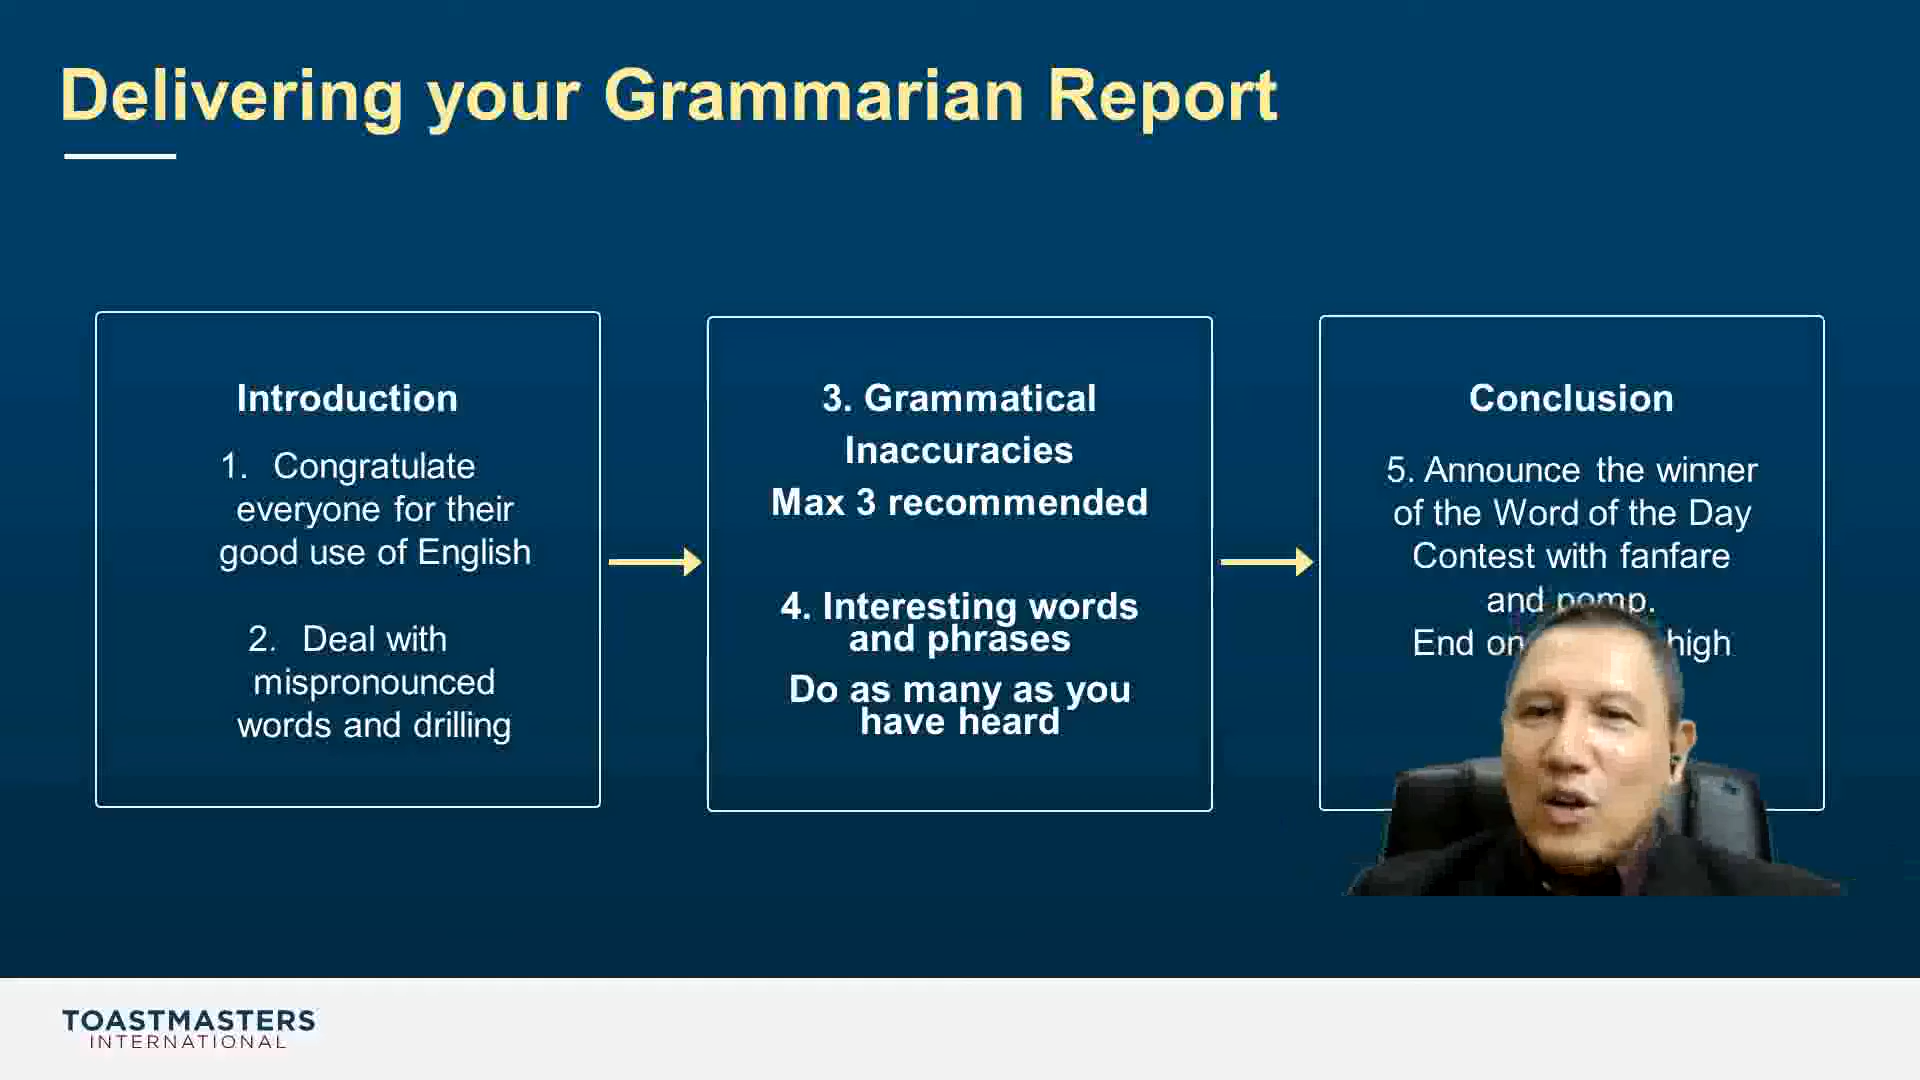 Delivering your Grammarian Report
Introduction
1. Congratulate
everyone for their
good use of English
2. Deal with
mispronounced
words and drilling
3. Grammatical
Inaccuracies
Max 3 recommended
4. Interesting words
and phrases
Do as many as you
have heard
Conclusion
5. Announce the winner
of the Word of the Day
Contest with fanfare
and pomp.
End on high
TOASTMASTERS
INTERNATIONAL